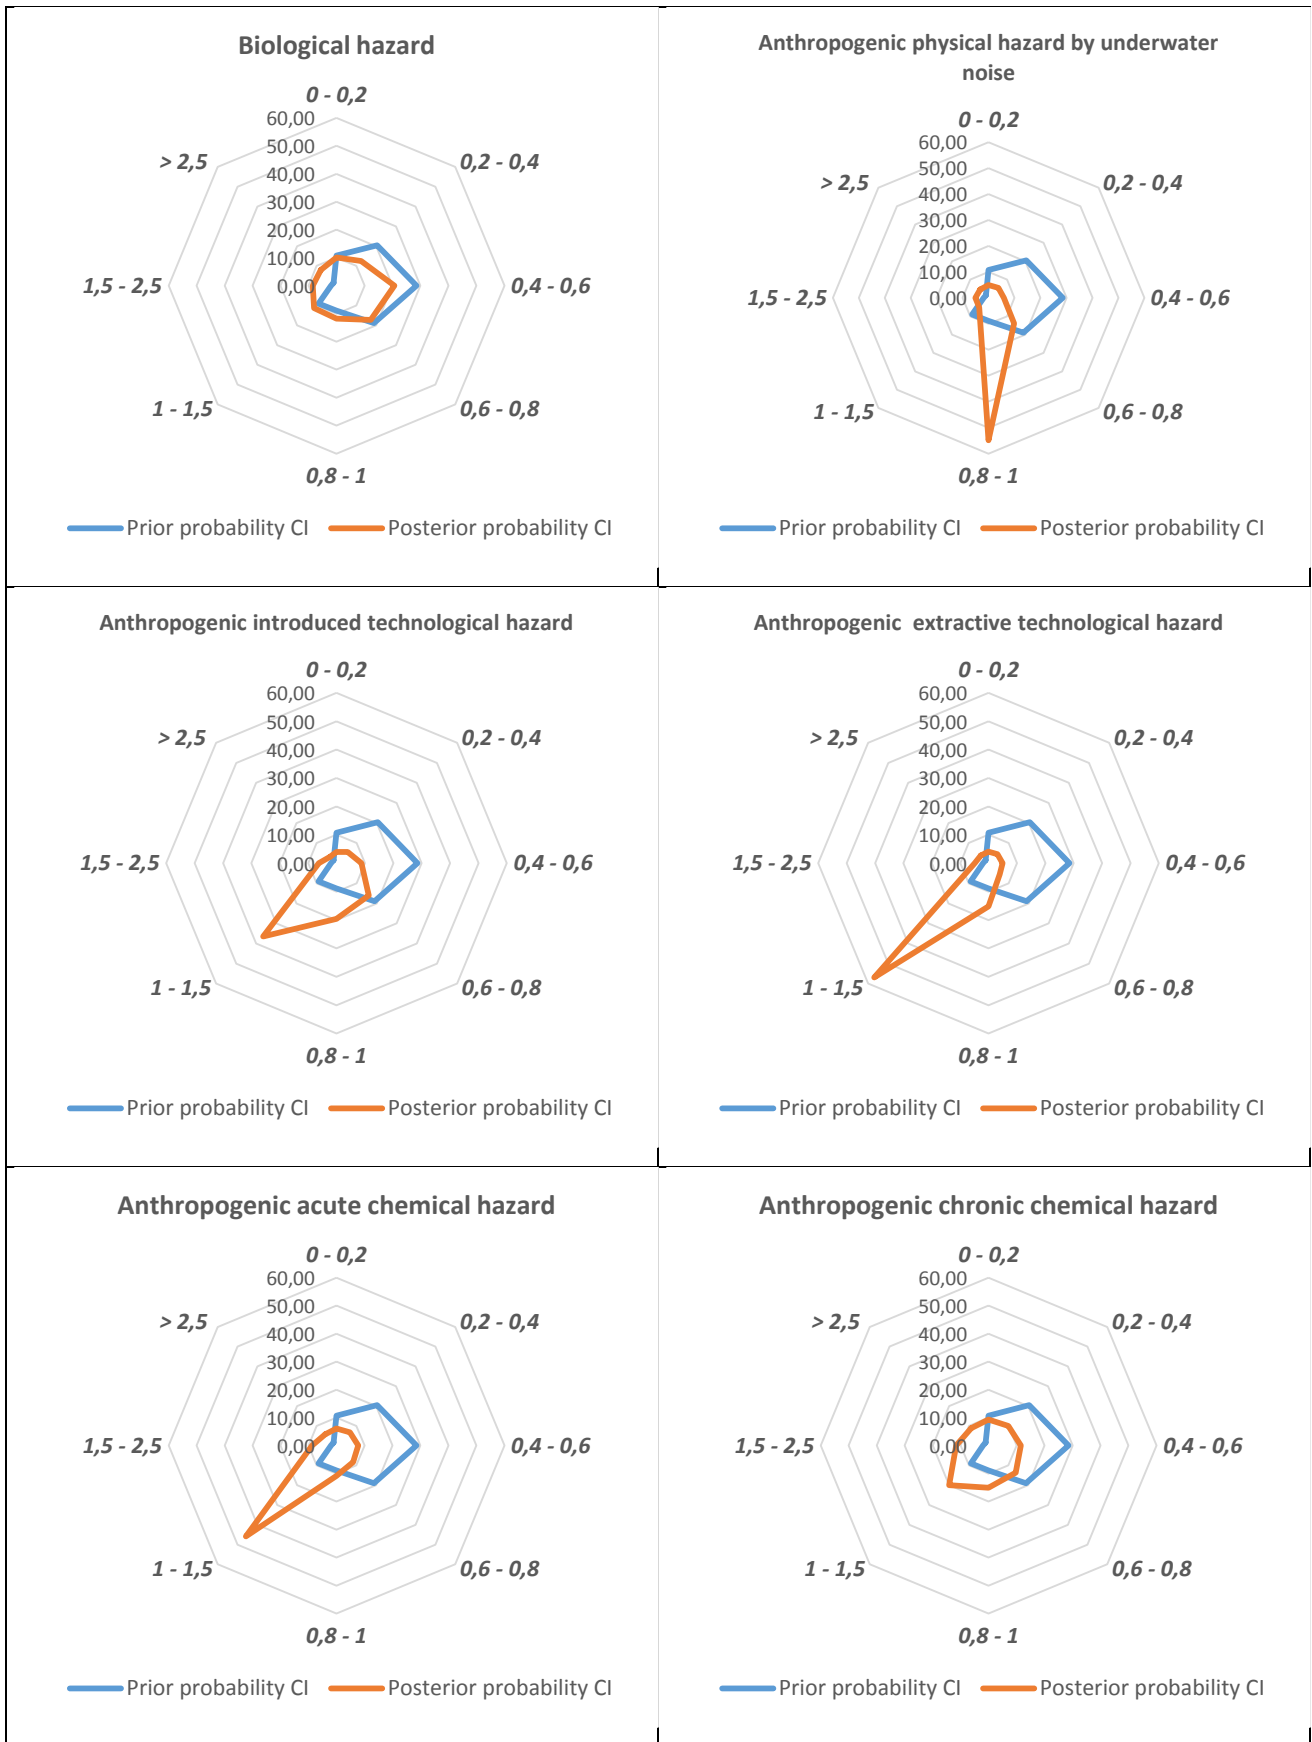 Biological hazard
0 - 0,2
60,00
50,00
40,00
30,00
20,00
10,00
0,00
0,2 - 0,4
0,4 - 0,6
0,6 - 0,8
0,8 - 1
1 - 1,5
1,5 - 2,5
> 2,5
Prior probability CI
Posterior probability CI
Anthropogenic physical hazard by underwater
noise
0 - 0,2
60,00
50,00
40,00
30,00
20,00
10,00
0,00
0,2 - 0,4
0,4 - 0,6
0,6 - 0,8
0,8 - 1
1 - 1,5
1,5 - 2,5
> 2,5
Prior probability CI
Posterior probability CI
Anthropogenic introduced technological hazard
0 - 0,2
60,00
50,00
40,00
30,00
20,00
10,00
0,00
0,2 - 0,4
0,4 - 0,6
0,6 - 0,8
0,8 - 1
1 - 1,5
1,5 - 2,5
> 2,5
Prior probability CI
Posterior probability CI
Anthropogenic  extractive technological hazard
0 - 0,2
60,00
50,00
40,00
30,00
20,00
10,00
0,00
0,2 - 0,4
0,4 - 0,6
0,6 - 0,8
0,8 - 1
1 - 1,5
1,5 - 2,5
> 2,5
Prior probability CI
Posterior probability CI
Anthropogenic acute chemical hazard
0 - 0,2
60,00
50,00
40,00
30,00
20,00
10,00
0,00
0,2 - 0,4
0,4 - 0,6
0,6 - 0,8
0,8 - 1
1 - 1,5
1,5 - 2,5
> 2,5
Prior probability CI
Posterior probability CI
Anthropogenic chronic chemical hazard
0 - 0,2
60,00
50,00
40,00
30,00
20,00
10,00
0,00
0,2 - 0,4
0,4 - 0,6
0,6 - 0,8
0,8 - 1
1 - 1,5
1,5 - 2,5
> 2,5
Prior probability CI
Posterior probability CI